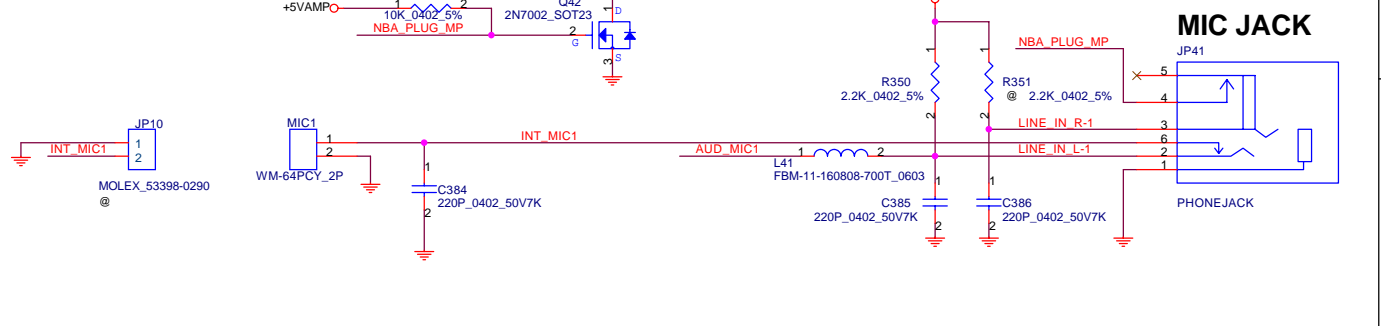 +5VAMP
1
2
10K_0402_5%
NBA_PLUG_MP
Q42
2N7002_SOT23
1
D
2
G
3
S
MIC JACK
NBA_PLUG_MP
JP41
5
4
3
6
2
1
PHONEJACK
1
R350
2.2K_0402_5%
2
1
R351
@ 2.2K_0402_5%
2
LINE_IN_R-1
LINE_IN_L-1
JP10
1
2
INT_MIC1
MOLEX_53398-0290
@
MIC1
1
2
WM-64PCY_2P
INT_MIC1
1
C384
220P_0402_50V7K
2
AUD_MIC1
1
2
L41
FBM-11-160808-700T_0603
1
C385
220P_0402_50V7K
2
1
C386
220P_0402_50V7K
2